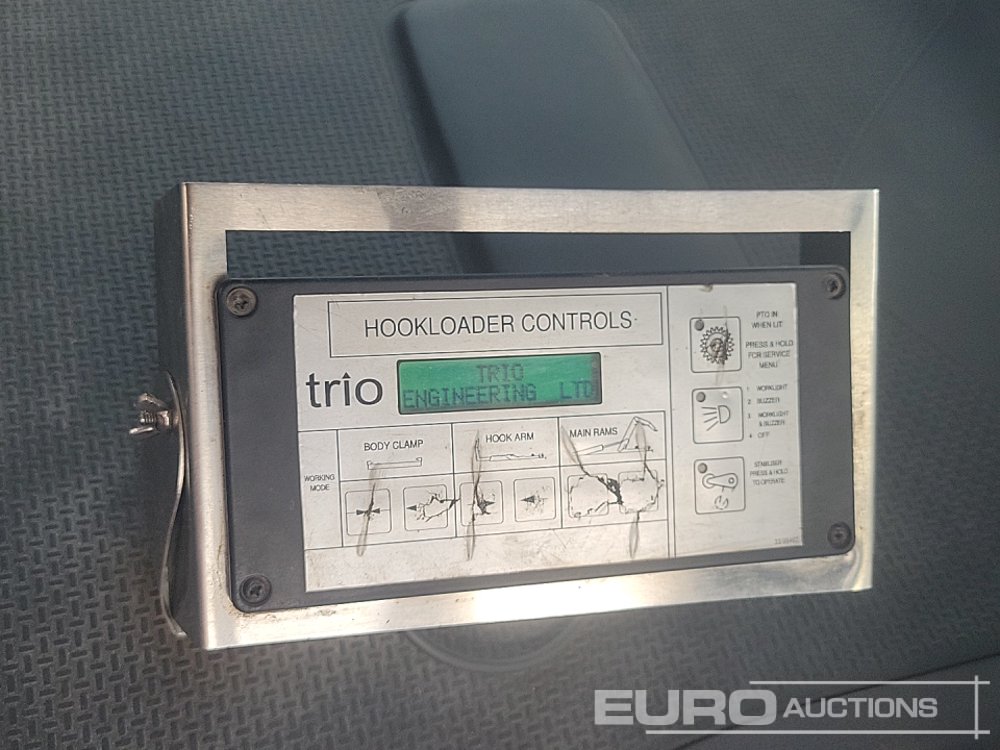 HOOKLOADER CONTROLS
trio
TRIO
ENGINEERING LTD
WORKING
MODE
BODY CLAMP
HOOK ARM
MAIN RAMS
PTO IN
WHEN LIT
PRESS & HOLD
FOR SERVICE
MENU
1 WORKLIGHT
2 BUZZER
3 WORKLIGHT
& BUZZER
4 OFF
STABILISER
PRESS & HOLD
TO OPERATE
EURO AUCTIONS